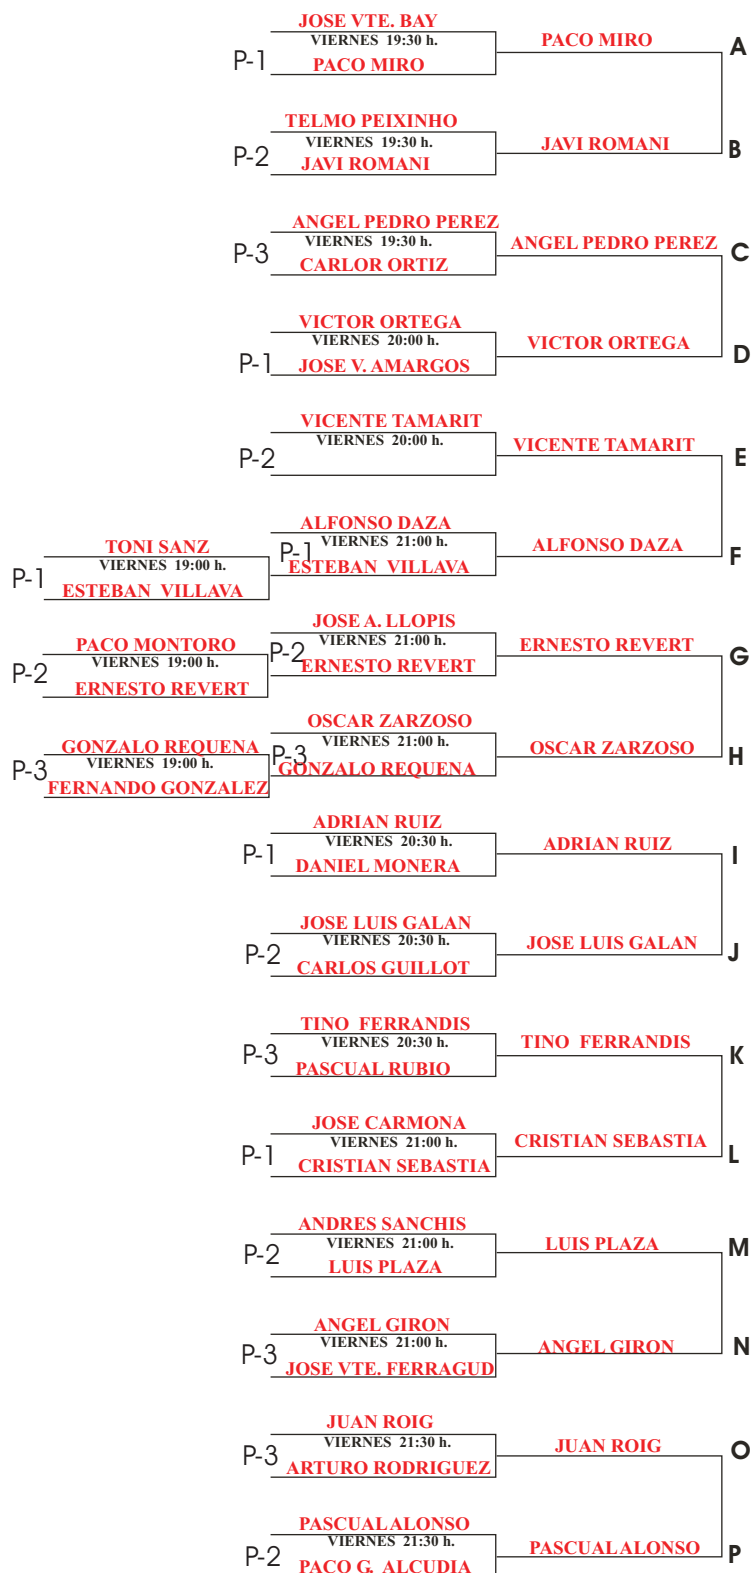 JOSE VTE. BAY
VIERNES 19:30 h.
P-1
PACO MIRO
PACO MIRO
A
TELMO PEIXINHO
VIERNES 19:30 h.
P-2
JAVI ROMANI
JAVI ROMANI
B
ANGEL PEDRO PEREZ
VIERNES 19:30 h.
P-3
CARLOR ORTIZ
ANGEL PEDRO PEREZ
C
VICTOR ORTEGA
VIERNES 20:00 h.
P-1
JOSE V. AMARGOS
VICTOR ORTEGA
D
VICENTE TAMARIT
VIERNES 20:00 h.
P-2
VICENTE TAMARIT
E
TONI SANZ
VIERNES 19:00 h.
P-1
ESTEBAN VILLAVA
ALFONSO DAZA
VIERNES 21:00 h.
P-1
ESTEBAN VILLAVA
ALFONSO DAZA
F
PACO MONTORO
VIERNES 19:00 h.
P-2
ERNESTO REVERT
JOSE A. LLOPIS
VIERNES 21:00 h.
P-2
ERNESTO REVERT
ERNESTO REVERT
G
GONZALO REQUENA
VIERNES 19:00 h.
P-3
FERNANDO GONZALEZ
OSCAR ZARZOSO
VIERNES 21:00 h.
P-3
GONZALO REQUENA
OSCAR ZARZOSO
H
ADRIAN RUIZ
VIERNES 20:30 h.
P-1
DANIEL MONERA
ADRIAN RUIZ
I
JOSE LUIS GALAN
VIERNES 20:30 h.
P-2
CARLOS GUILLOT
JOSE LUIS GALAN
J
TINO FERRANDIS
VIERNES 20:30 h.
P-3
PASCUAL RUBIO
TINO FERRANDIS
K
JOSE CARMONA
VIERNES 21:00 h.
P-1
CRISTIAN SEBASTIA
CRISTIAN SEBASTIA
L
ANDRES SANCHIS
VIERNES 21:00 h.
P-2
LUIS PLAZA
LUIS PLAZA
M
ANGEL GIRON
VIERNES 21:00 h.
P-3
JOSE VTE. FERRAGUD
ANGEL GIRON
N
JUAN ROIG
VIERNES 21:30 h.
P-3
ARTURO RODRIGUEZ
JUAN ROIG
O
PASCUAL ALONSO
VIERNES 21:30 h.
P-2
PACO G. ALCUDIA
PASCUAL ALONSO
P